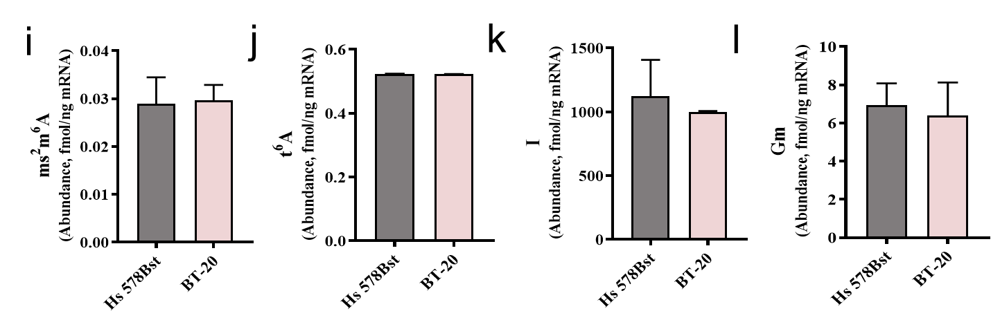 i
ms²m⁶A
(Abundance, fmol/ng mRNA)
0.04
0.03
0.02
0.01
0.00
Hs 578Bst
BT-20
j
t⁶A
(Abundance, fmol/ng mRNA)
0.6
0.4
0.2
0.0
Hs 578Bst
BT-20
k
I
(Abundance, fmol/ng mRNA)
1500
1000
500
0
Hs 578Bst
BT-20
l
Gm
(Abundance, fmol/ng mRNA)
10
8
6
4
2
0
Hs 578Bst
BT-20